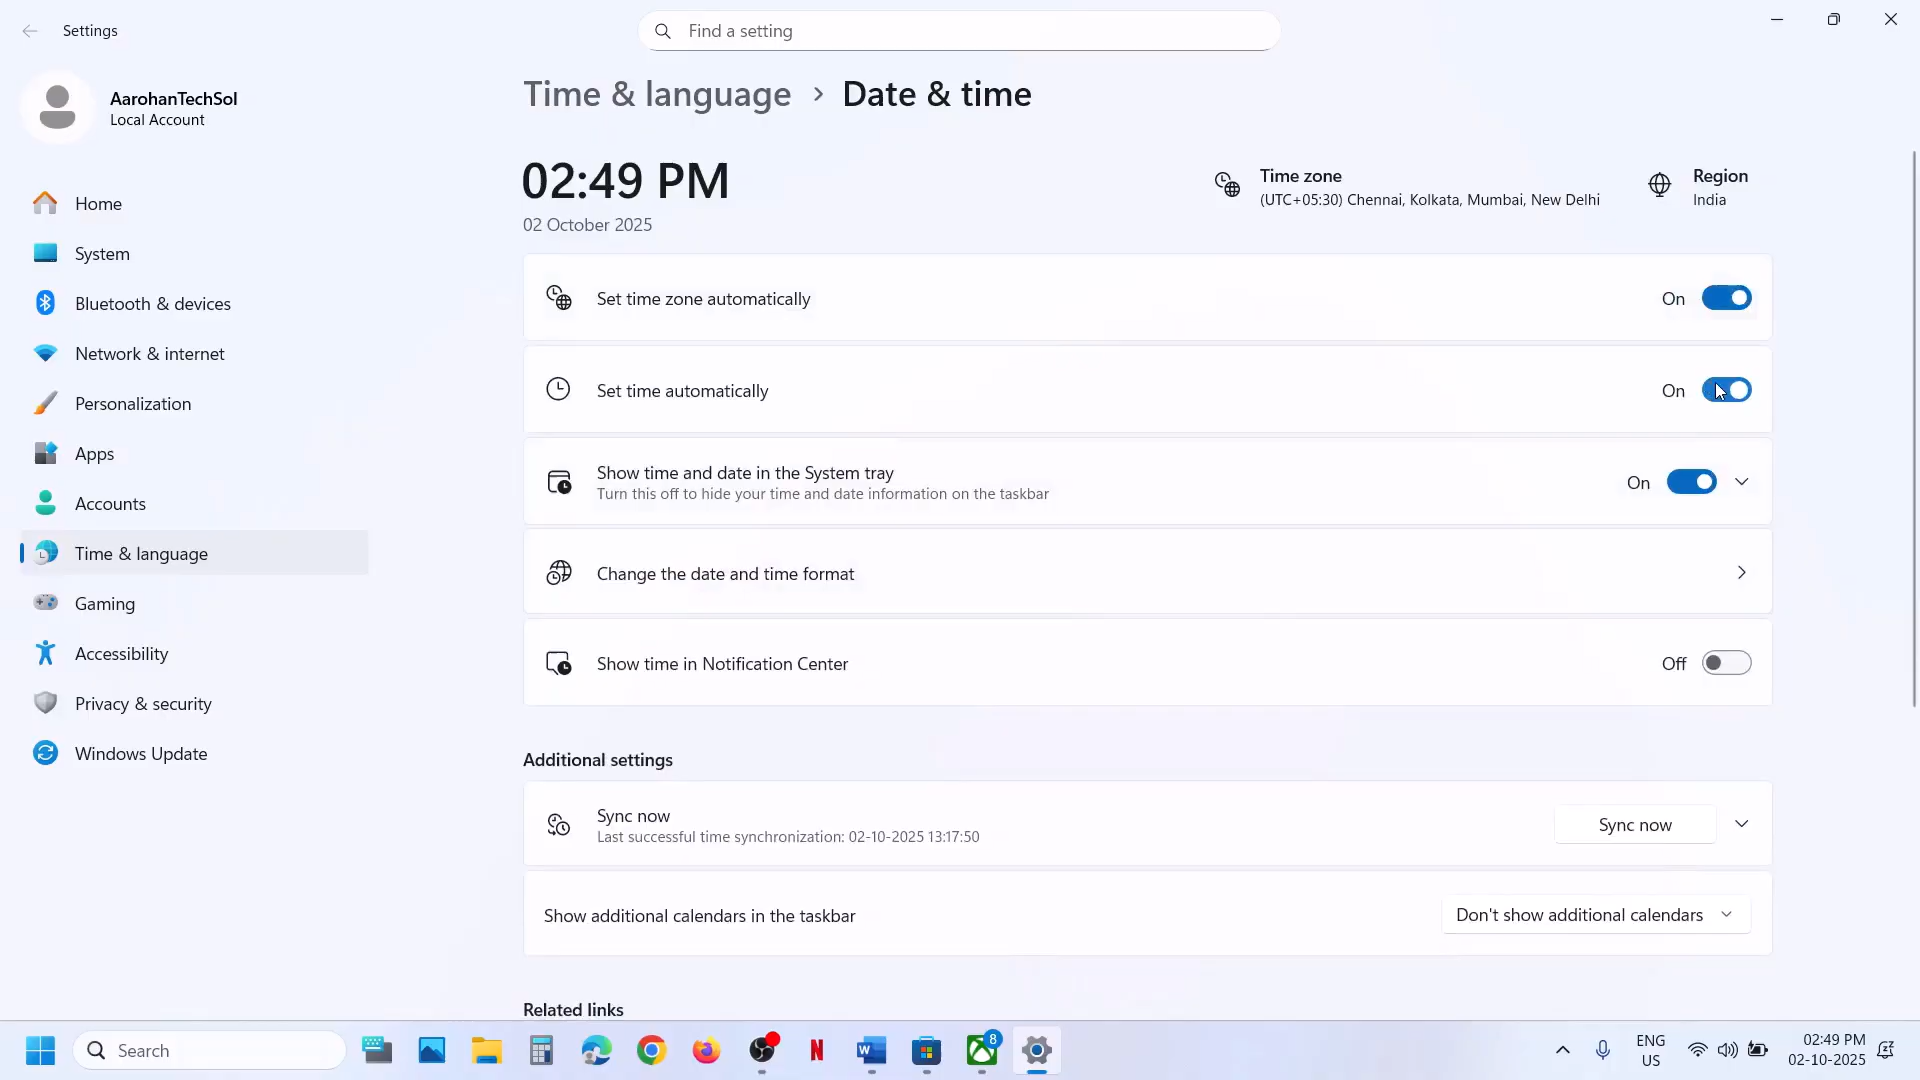 Settings
Find a setting
AarohanTechSol
Local Account
Home
System
Bluetooth & devices
Network & internet
Personalization
Apps
Accounts
Time & language
Gaming
Accessibility
Privacy & security
Windows Update
Time & language > Date & time
02:49 PM
02 October 2025
Time zone
(UTC+05:30) Chennai, Kolkata, Mumbai, New Delhi
Region
India
Set time zone automatically
On
Set time automatically
On
Show time and date in the System tray
Turn this off to hide your time and date information on the taskbar
On
Change the date and time format
Show time in Notification Center
Off
Additional settings
Sync now
Last successful time synchronization: 02-10-2025 13:17:50
Sync now
Show additional calendars in the taskbar
Don't show additional calendars
Related links
Search
N
W
8
ENG
US
02:49 PM
02-10-2025